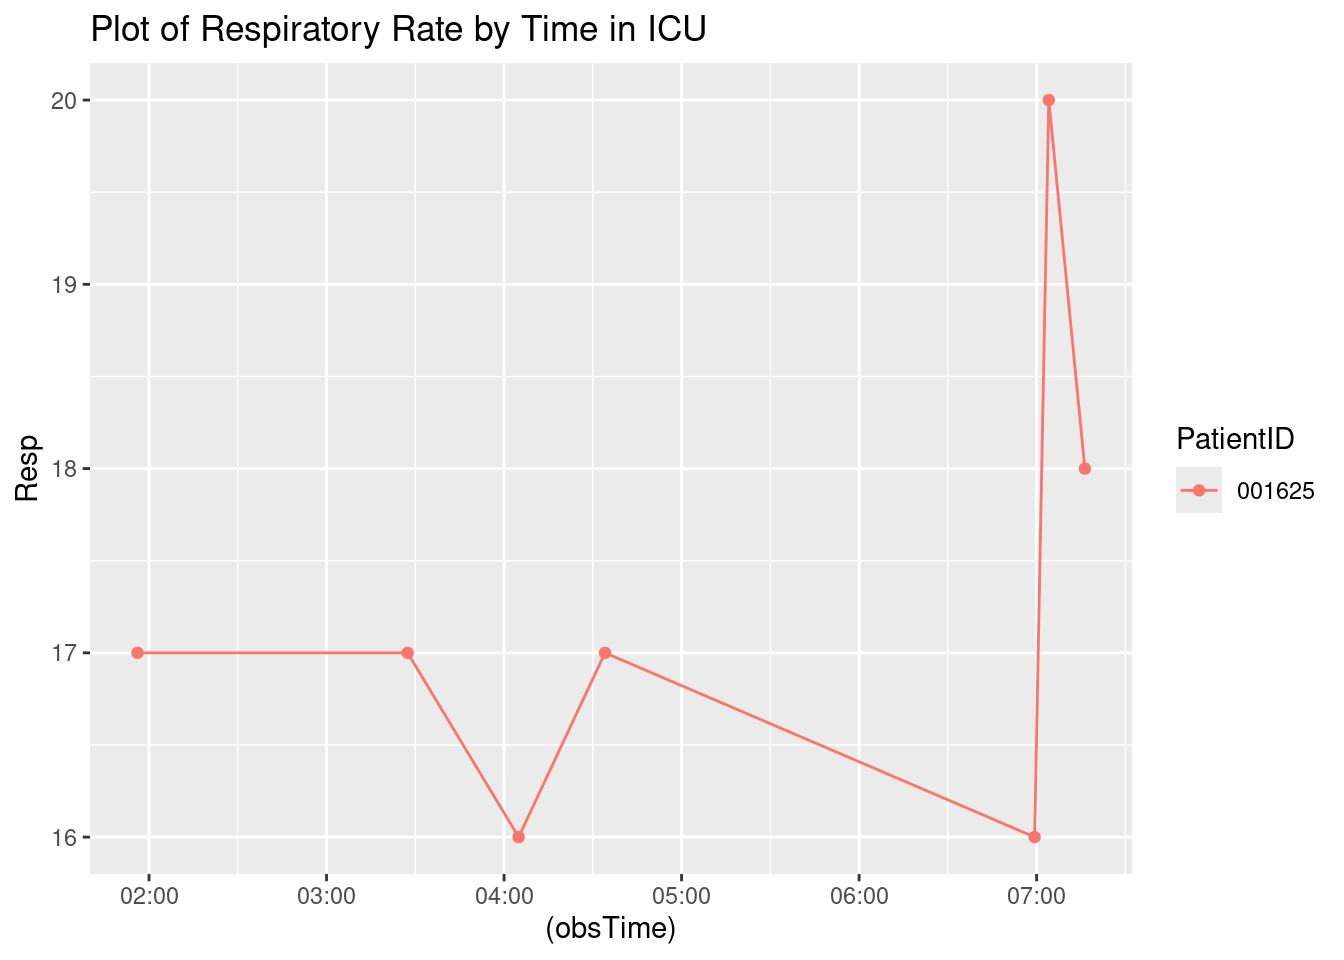 Plot of Respiratory Rate by Time in ICU
20
19
18
17
16
Resp
02:00 03:00 04:00 05:00 06:00 07:00
(obsTime)
PatientID
001625